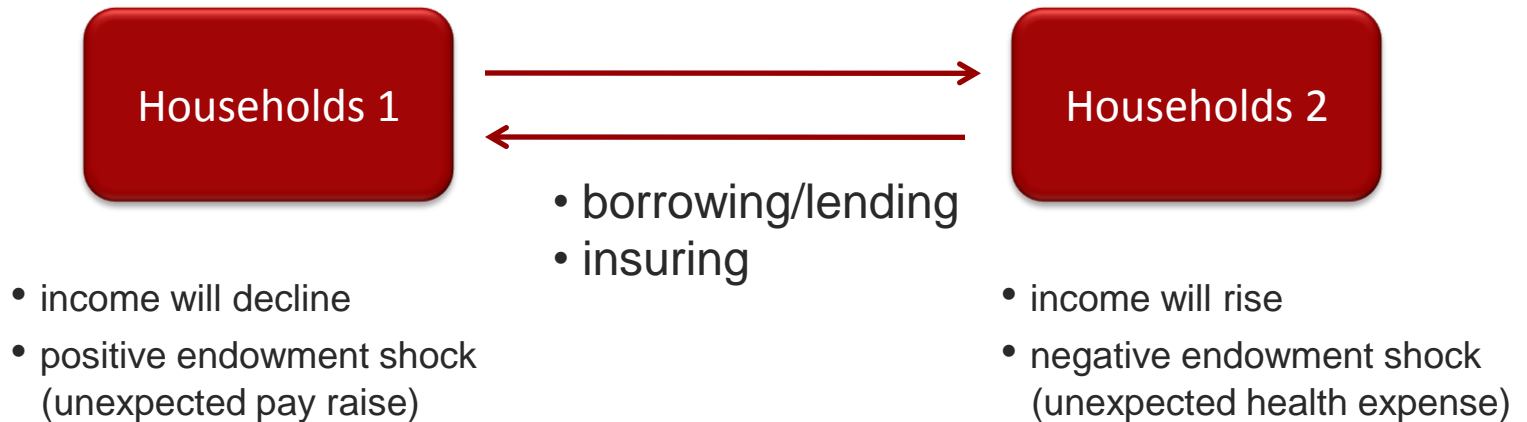 Households 1
Households 2
• borrowing/lending
• insuring
• income will decline
• positive endowment shock
(unexpected pay raise)
• income will rise
• negative endowment shock
(unexpected health expense)